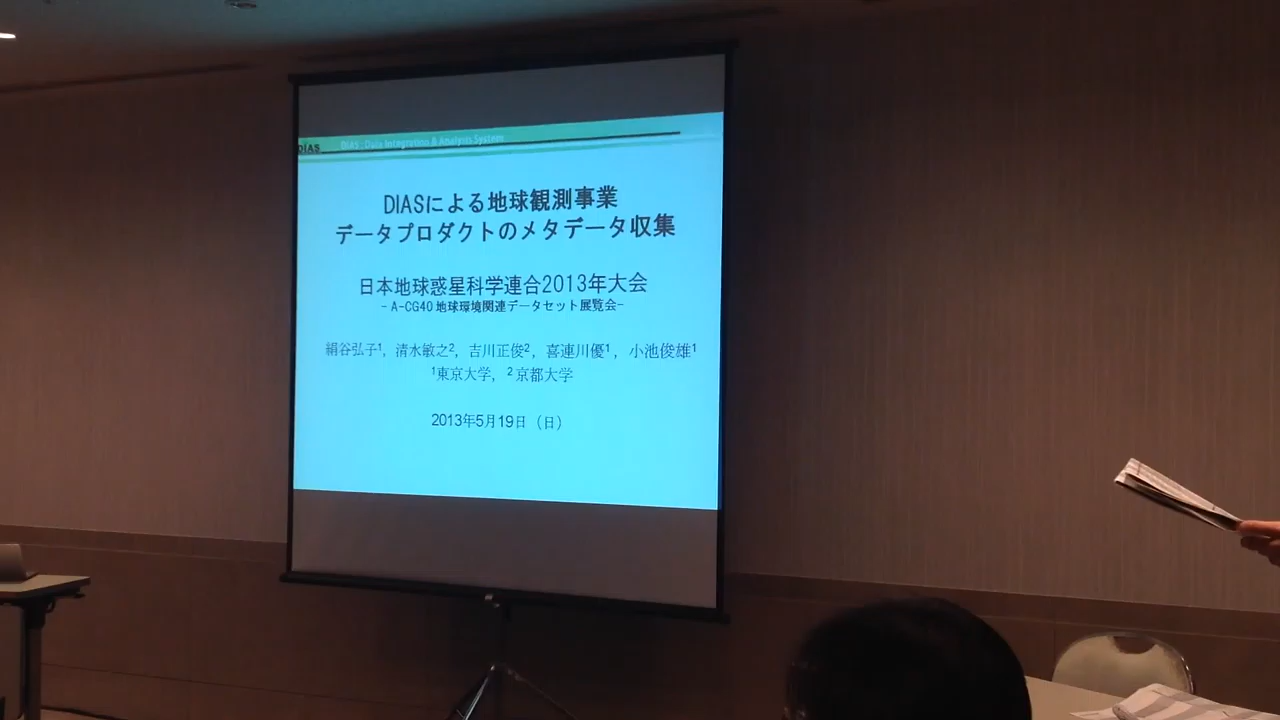 DIAS
DIAS: Data Integration & Analysis System
DIASによる地球観測事業
データプロダクトのメタデータ収集
日本地球惑星科学連合2013年大会
- A-CG40 地球環境関連データセット展覧会-
絹谷弘子¹, 清水敏之², 吉川正俊², 喜連川優¹, 小池俊雄¹
¹東京大学, ²京都大学
2013年5月19日（日）